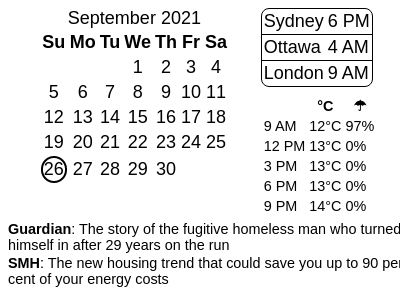 September 2021
Su Mo Tu We Th Fr Sa
1 2 3 4
5 6 7 8 9 10 11
12 13 14 15 16 17 18
19 20 21 22 23 24 25
26 27 28 29 30
Sydney 6 PM
Ottawa 4 AM
London 9 AM
°C ☂
9 AM 12°C 97%
12 PM 13°C 0%
3 PM 13°C 0%
6 PM 13°C 0%
9 PM 14°C 0%
Guardian: The story of the fugitive homeless man who turned
himself in after 29 years on the run
SMH: The new housing trend that could save you up to 90 per
cent of your energy costs